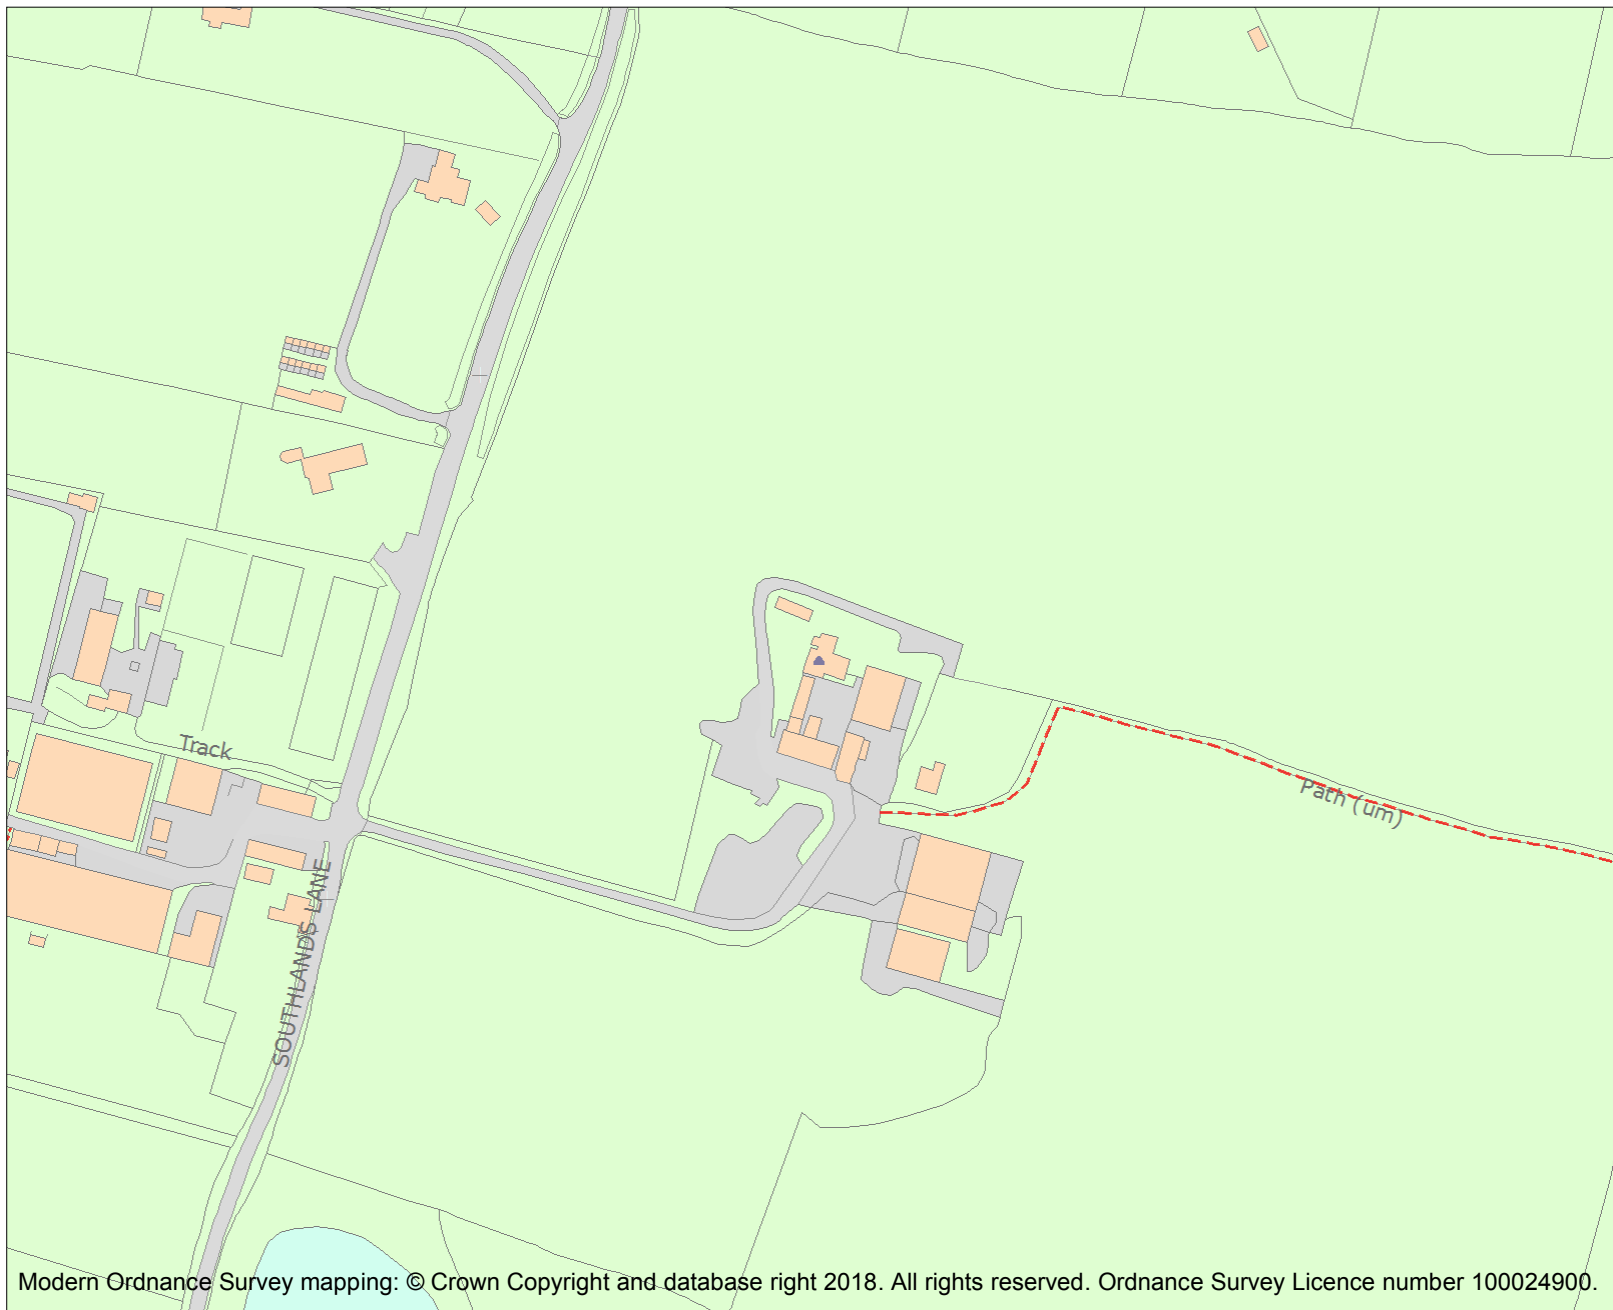 Track
Path (um)
SOUTHLANDS LANE
Modern Ordnance Survey mapping: © Crown Copyright and database right 2018. All rights reserved. Ordnance Survey Licence number 100024900.